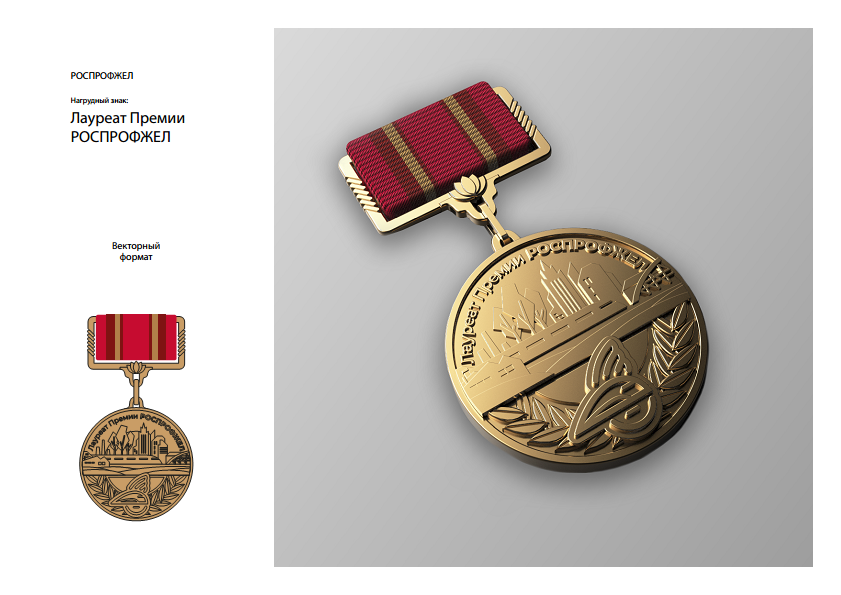 РОСПРОФЖЕЛ
Нагрудный знак:
Лауреат Премии
РОСПРОФЖЕЛ
Векторный
формат
Лауреат Премии РОСПРОФЖЕЛ
Лауреат Премии РОСПРОФЖЕЛ